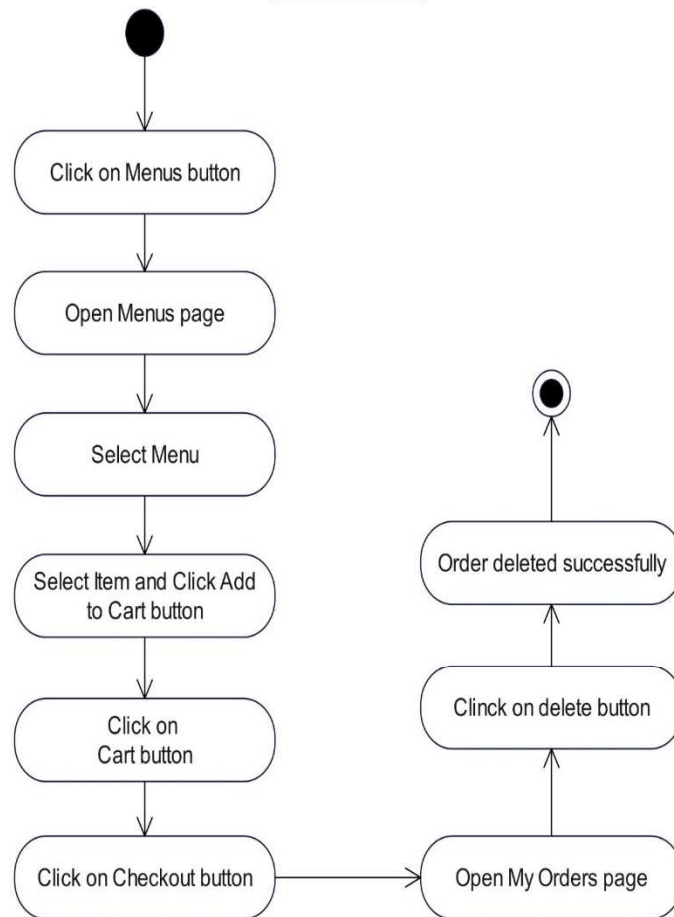 Click on Menus button
Open Menus page
Select Menu
Select Item and Click Add
to Cart button
Click on
Cart button
Click on Checkout button
Open My Orders page
Clinck on delete button
Order deleted successfully